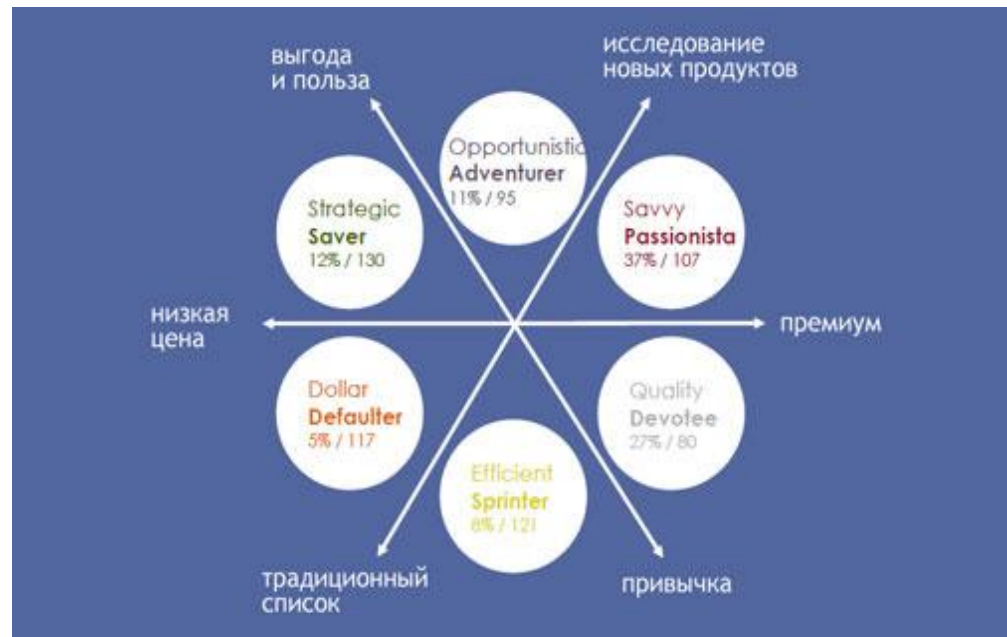 выгода
и польза
исследование
новых продуктов
Opportunistic
Adventurer
11% / 95
Strategic
Saver
12% / 130
Savvy
Passionista
37% / 107
низкая
цена
премиум
Dollar
Defaulter
5% / 117
Quality
Devotee
27% / 80
Efficient
Sprinter
8% / 121
традиционный
список
привычка